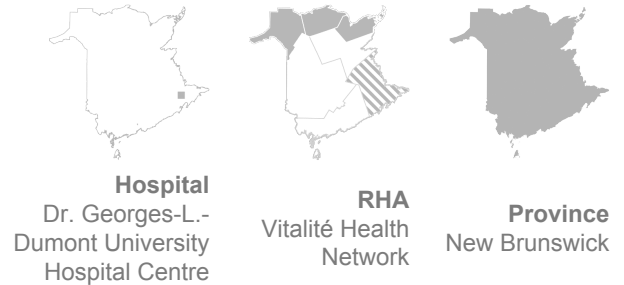 Hospital
Dr. Georges-L.-
Dumont University
Hospital Centre
RHA
Vitalité Health
Network
Province
New Brunswick